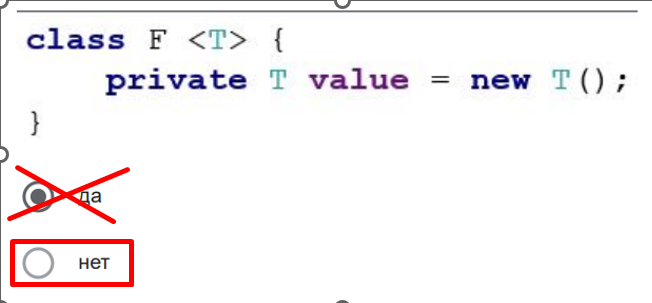 class F <T> {
    private T value = new T();
}
да
нет